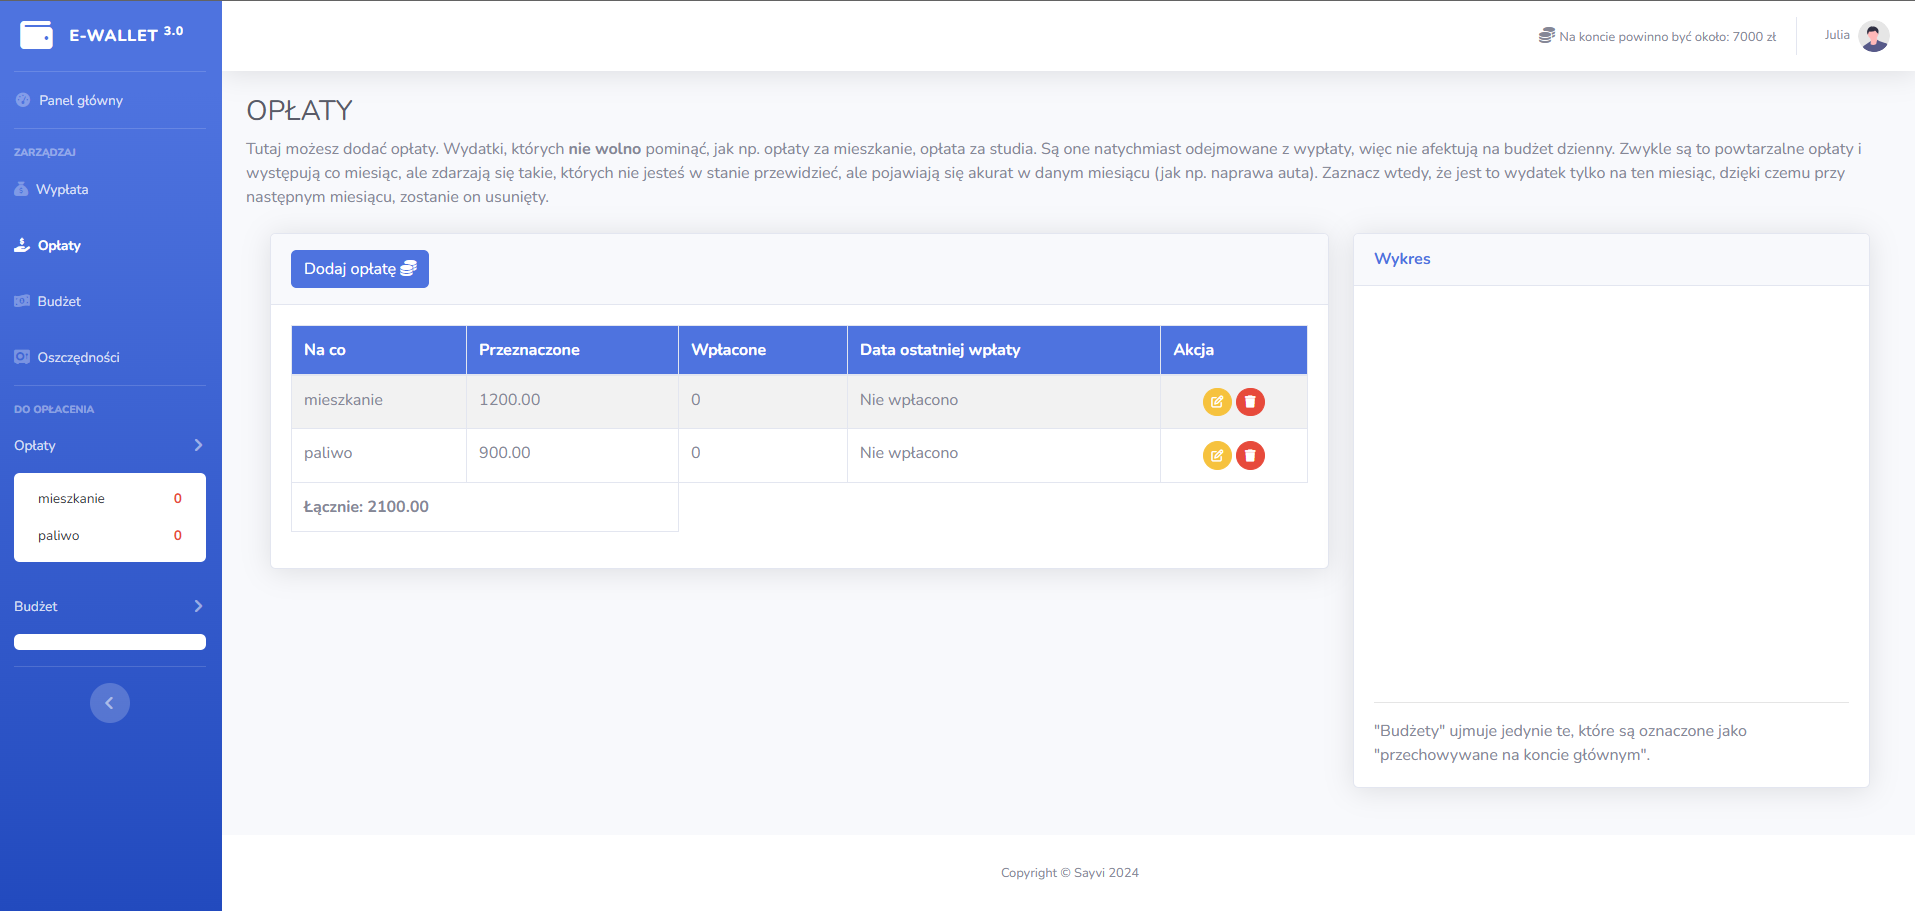 E-WALLET 3.0
Panel główny
ZARZĄDZAJ
Wypłata
Opłaty
Budżet
Oszczędności
DO OPŁACENIA
Opłaty
mieszkanie 0
paliwo 0
Budżet
Na koncie powinno być około: 7000 zł
Julia
OPŁATY
Tutaj możesz dodać opłaty. Wydatki, których nie wolno pominąć, jak np. opłaty za mieszkanie, opłata za studia. Są one natychmiast odejmowane z wypłaty, więc nie afektują na budżet dzienny. Zwykle są to powtarzalne opłaty i
występują co miesiąc, ale zdarzają się takie, których nie jesteś w stanie przewidzieć, ale pojawiają się akurat w danym miesiącu (jak np. naprawa auta). Zaznacz wtedy, że jest to wydatek tylko na ten miesiąc, dzięki czemu przy
następnym miesiącu, zostanie on usunięty.
Dodaj opłatę
Na co Przeznaczone Wpłacone Data ostatniej wpłaty Akcja
mieszkanie 1200.00 0 Nie wpłacono
paliwo 900.00 0 Nie wpłacono
Łącznie: 2100.00
Wykres
"Budżety" ujmuje jedynie te, które są oznaczone jako
"przechowywane na koncie głównym".
Copyright © Sayvi 2024